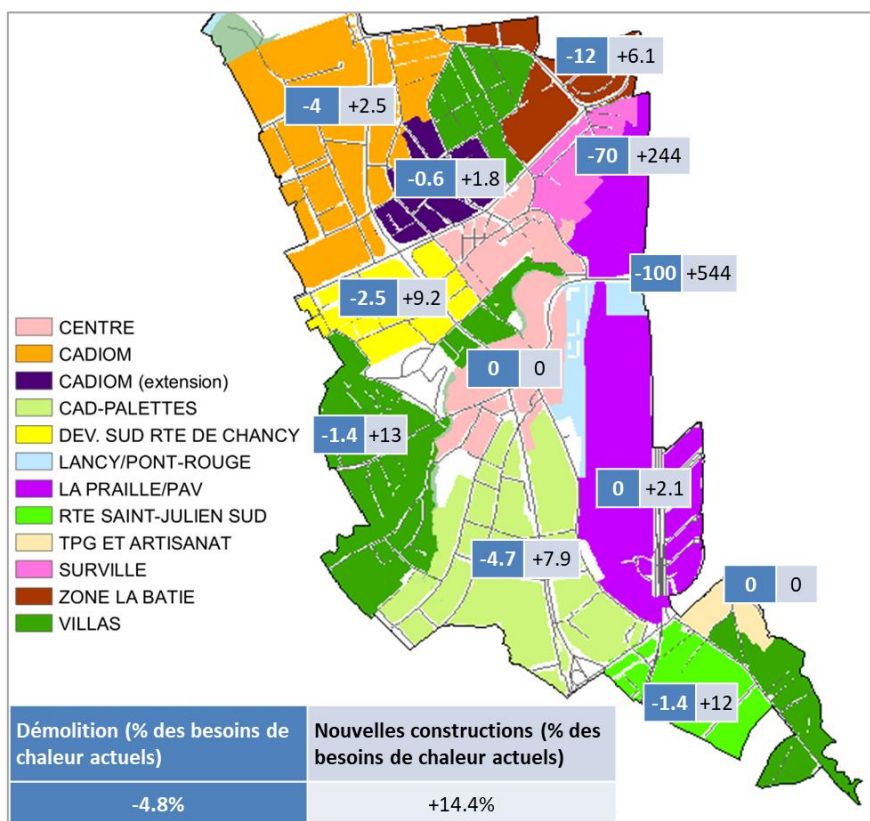 -12 +6.1
-4 +2.5
-70 +244
-0.6 +1.8
-100 +544
-2.5 +9.2
CENTRE
CADIOM
CADIOM (extension)
CAD-PALETTES
DEV. SUD RTE DE CHANCY
LANCY/PONT-ROUGE
LA PRAILLE/PAV
RTE SAINT-JULIEN SUD
TPG ET ARTISANAT
SURVILLE
ZONE LA BATIE
VILLAS
0 0
-1.4 +13
0 +2.1
-4.7 +7.9
0 0
-1.4 +12
Démolition (% des besoins de
chaleur actuels)
Nouvelles constructions (% des
besoins de chaleur actuels)
-4.8%
+14.4%